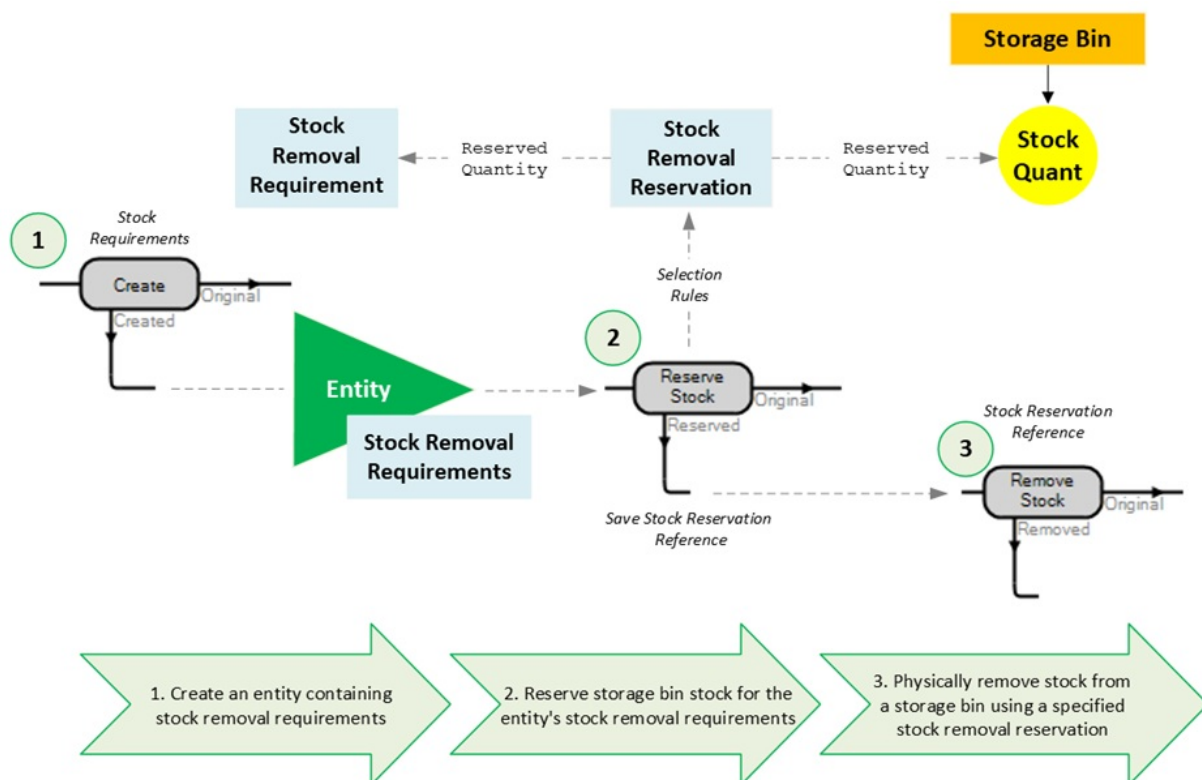 Storage Bin
Stock
Removal
Requirement
Reserved
Quantity
Stock
Removal
Reservation
Reserved
Quantity
Stock
Quant
1
Stock
Requirements
Create
Original
Created
Selection
Rules
Entity
Stock Removal
Requirements
2
Reserve
Stock
Original
Reserved
Save Stock Reservation
Reference
3
Stock Reservation
Reference
Remove
Stock
Original
Removed
1. Create an entity containing
stock removal requirements
2. Reserve storage bin stock for the
entity's stock removal requirements
3. Physically remove stock from
a storage bin using a specified
stock removal reservation